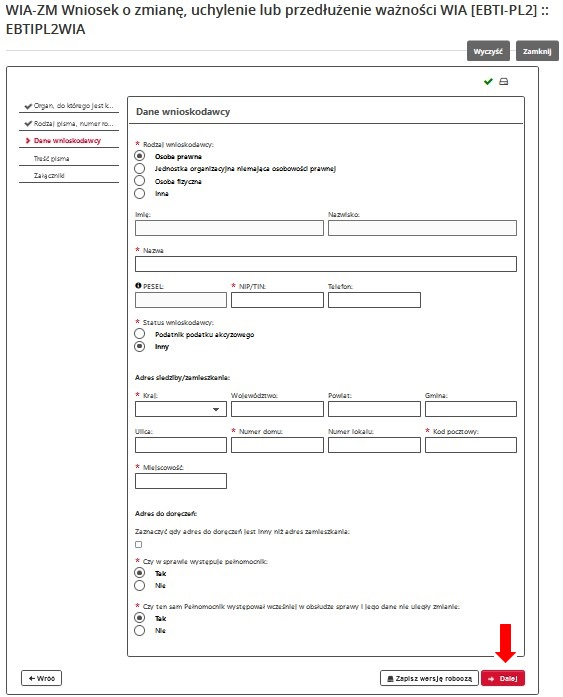 WIA-ZM Wniosek o zmianę, uchylenie lub przedłużenie ważności WIA [EBTI-PL2] ::
EBTIPL2WIA
Wyczyść Zamknij
Organ, do którego jest k...
Rodzaj pisma, numer ro...
Dane wnioskodawcy
Treść pisma
Załączniki
Dane wnioskodawcy
* Rodzaj wnioskodawcy:
Osoba prawna
Jednostka organizacyjna niemająca osobowości prawnej
Osoba fizyczna
Inna
Imię: Nazwisko:
* Nazwa
PESEL: * NIP/TIN: Telefon:
* Status wnioskodawcy:
Podatnik podatku akcyzowego
Inny
Adres siedziby/zamieszkania:
* Kraj: Województwo: Powiat: Gmina:
Ulica: * Numer domu: Numer lokalu: * Kod pocztowy:
* Miejscowość:
Adres do doręczeń:
Zaznaczyć gdy adres do doręczeń jest inny niż adres zamieszkania:
* Czy w sprawie występuje pełnomocnik:
Tak
Nie
* Czy ten sam Pełnomocnik występował wcześniej w obsłudze sprawy i jego dane nie uległy zmianie:
Tak
Nie
Wróć Zapisz wersję roboczą Dalej